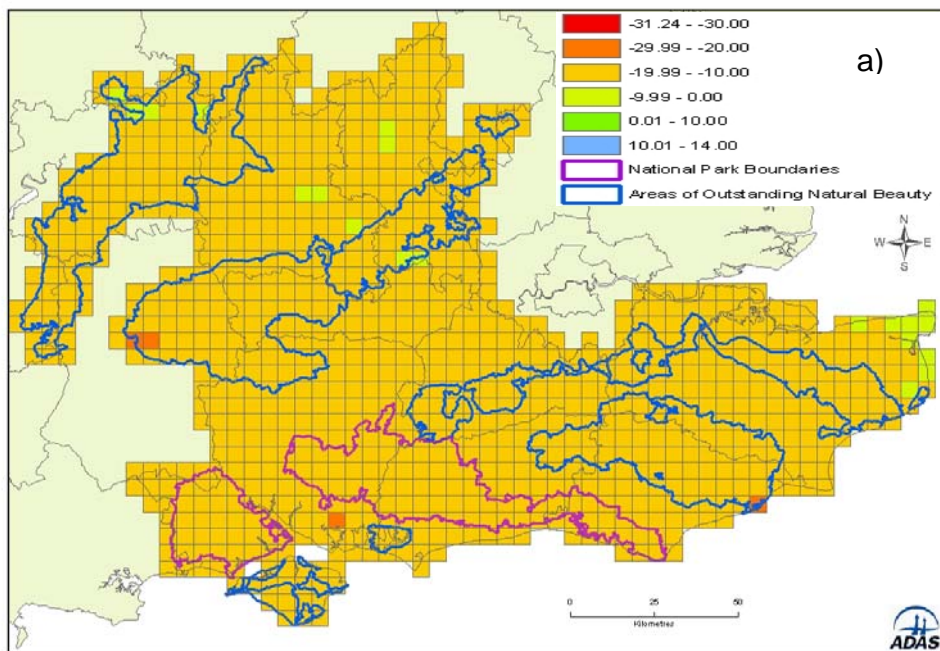 -31.24 - -30.00
-29.99 - -20.00
-19.99 - -10.00
-9.99 - 0.00
0.01 - 10.00
10.01 - 14.00
National Park Boundaries
Areas of Outstanding Natural Beauty
a)
N
W E
S
0 25 50
Kilometres
ADAS